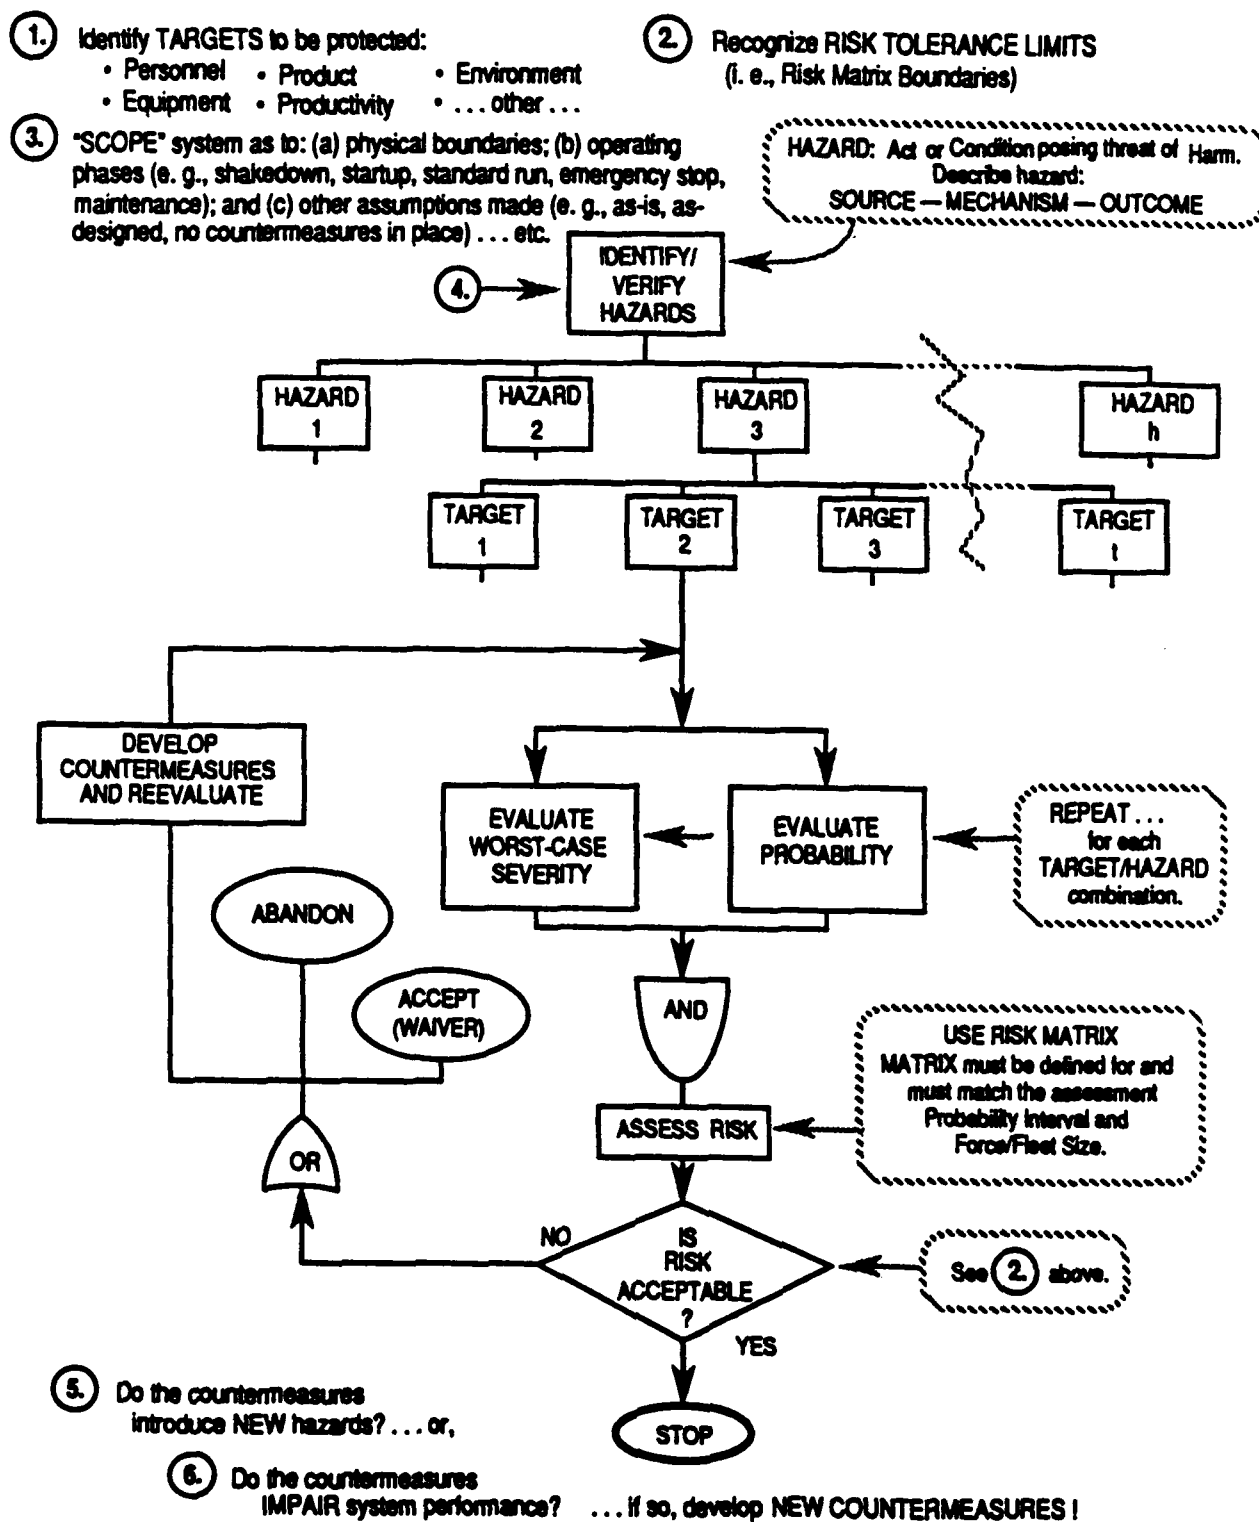 1. Identify TARGETS to be protected:
• Personnel • Product • Environment
• Equipment • Productivity • ... other ...
2. Recognize RISK TOLERANCE LIMITS
(i. e., Risk Matrix Boundaries)
3. "SCOPE" system as to: (a) physical boundaries; (b) operating
phases (e. g., shakedown, startup, standard run, emergency stop,
maintenance); and (c) other assumptions made (e. g., as-is, as-
designed, no countermeasures in place) ... etc.
HAZARD: Act or Condition posing threat of Harm.
Describe hazard:
SOURCE — MECHANISM — OUTCOME
4.
IDENTIFY/
VERIFY
HAZARDS
HAZARD
1
HAZARD
2
HAZARD
3
HAZARD
h
TARGET
1
TARGET
2
TARGET
3
TARGET
t
DEVELOP
COUNTERMEASURES
AND REEVALUATE
EVALUATE
WORST-CASE
SEVERITY
EVALUATE
PROBABILITY
REPEAT ...
for each
TARGET/HAZARD
combination.
ABANDON
ACCEPT
(WAIVER)
AND
USE RISK MATRIX
MATRIX must be defined for and
must match the assessment
Probability Interval and
Force/Fleet Size.
ASSESS RISK
OR
NO
IS
RISK
ACCEPTABLE
?
See 2. above.
YES
STOP
5. Do the countermeasures
introduce NEW hazards? ... or,
6. Do the countermeasures
IMPAIR system performance? ... if so, develop NEW COUNTERMEASURES !